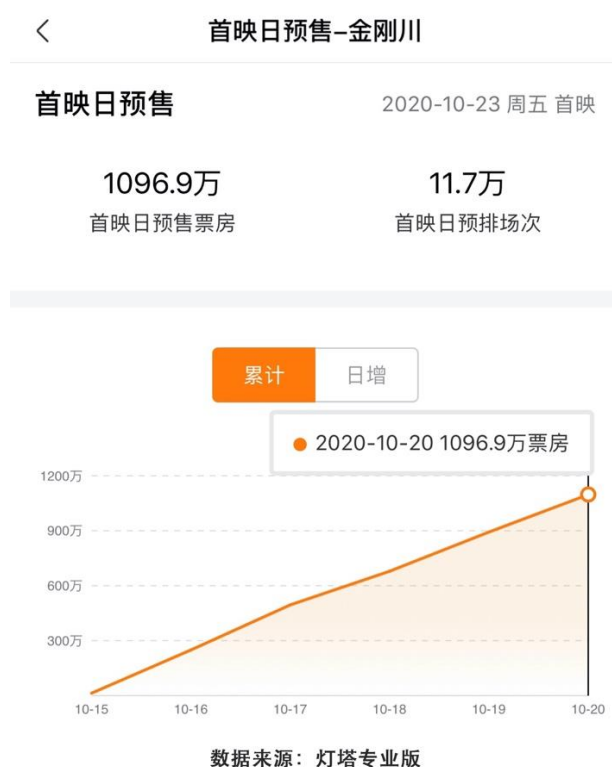 首映日预售-金刚川
首映日预售
2020-10-23 周五 首映
1096.9万
11.7万
首映日预售票房
首映日预排场次
累计
日增
2020-10-20 1096.9万票房
1200万
900万
600万
300万
10-15 10-16 10-17 10-18 10-19 10-20
数据来源：灯塔专业版